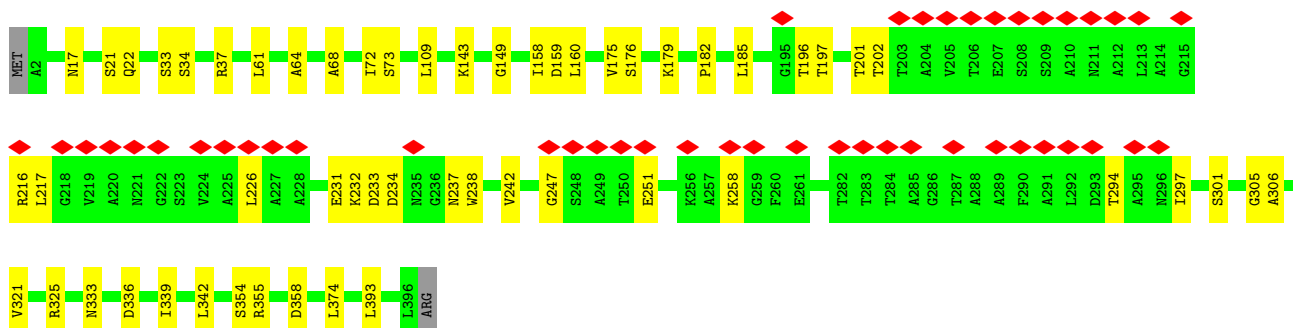 MET A2 N17 S21 Q22 S33 S34 R37 L61 A64 A68 I72 S73 L109 K143 G149 I158 D159 L160 V175 S176 K179 P182 L185 G195 T196 T197 T201 T202 T203 A204 V205 T206 E207 S208 S209 A210 N211 A212 L213 A214 G215
R216 L217 G218 V219 A220 N221 G222 S223 V224 A225 L226 A227 A228 E231 K232 D233 D234 N235 G236 N237 W238 V242 G247 S248 A249 T250 E251 K256 A257 K258 G259 F260 E261 T282 T283 T284 A285 G286 T287 A288 A289 F290 A291 L292 D293 T294 A295 N296 I297 S301 G305 A306
V321 R325 N333 D336 I339 L342 S354 R355 D358 L374 L393 L396 ARG